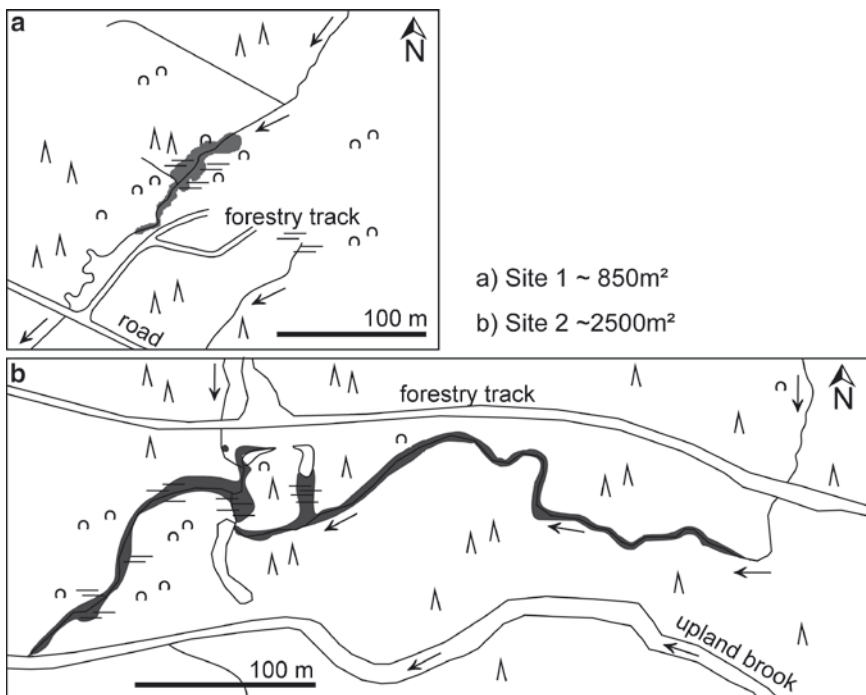 a
N
forestry track
road
100 m
a) Site 1 ~ 850m²
b) Site 2 ~2500m²
b
forestry track
N
upland brook
100 m